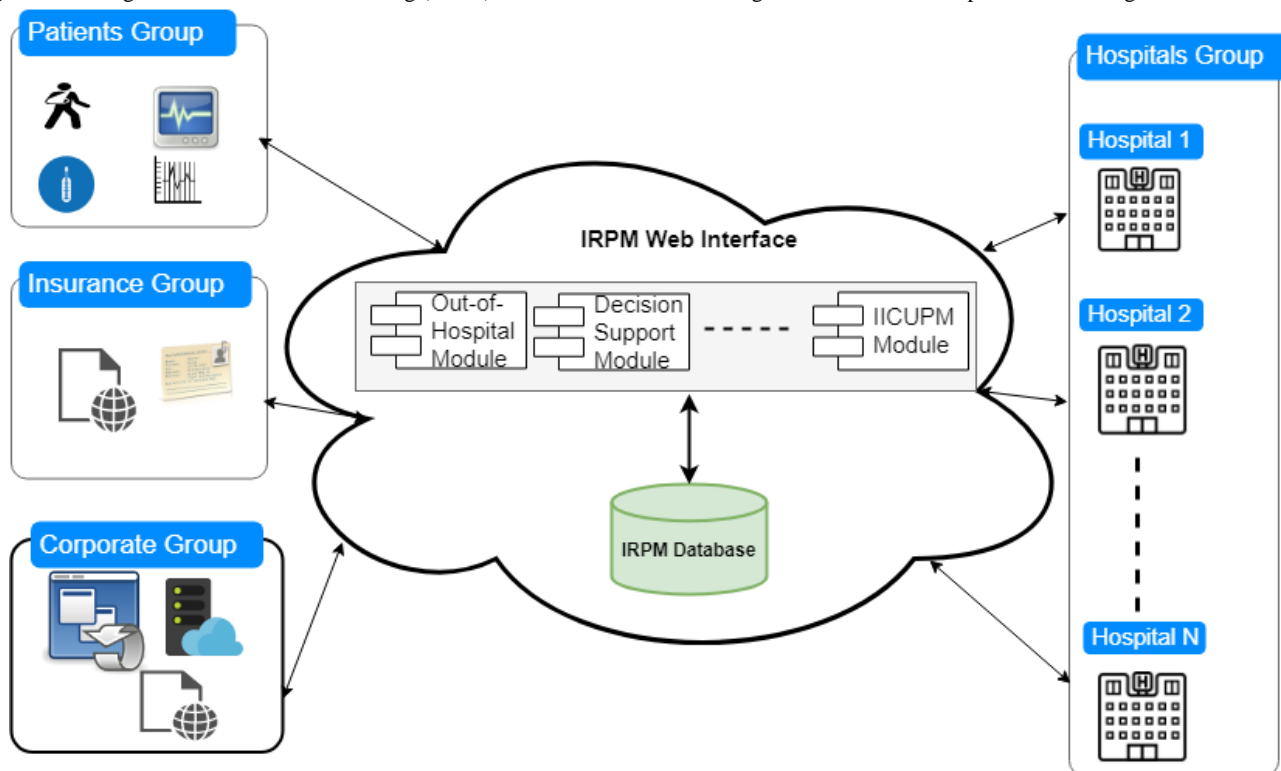 Patients Group
Insurance Group
Corporate Group
IRPM Web Interface
Out-of-
Hospital
Module
Decision
Support
Module
IICUPM
Module
IRPM Database
Hospitals Group
Hospital 1
Hospital 2
Hospital N